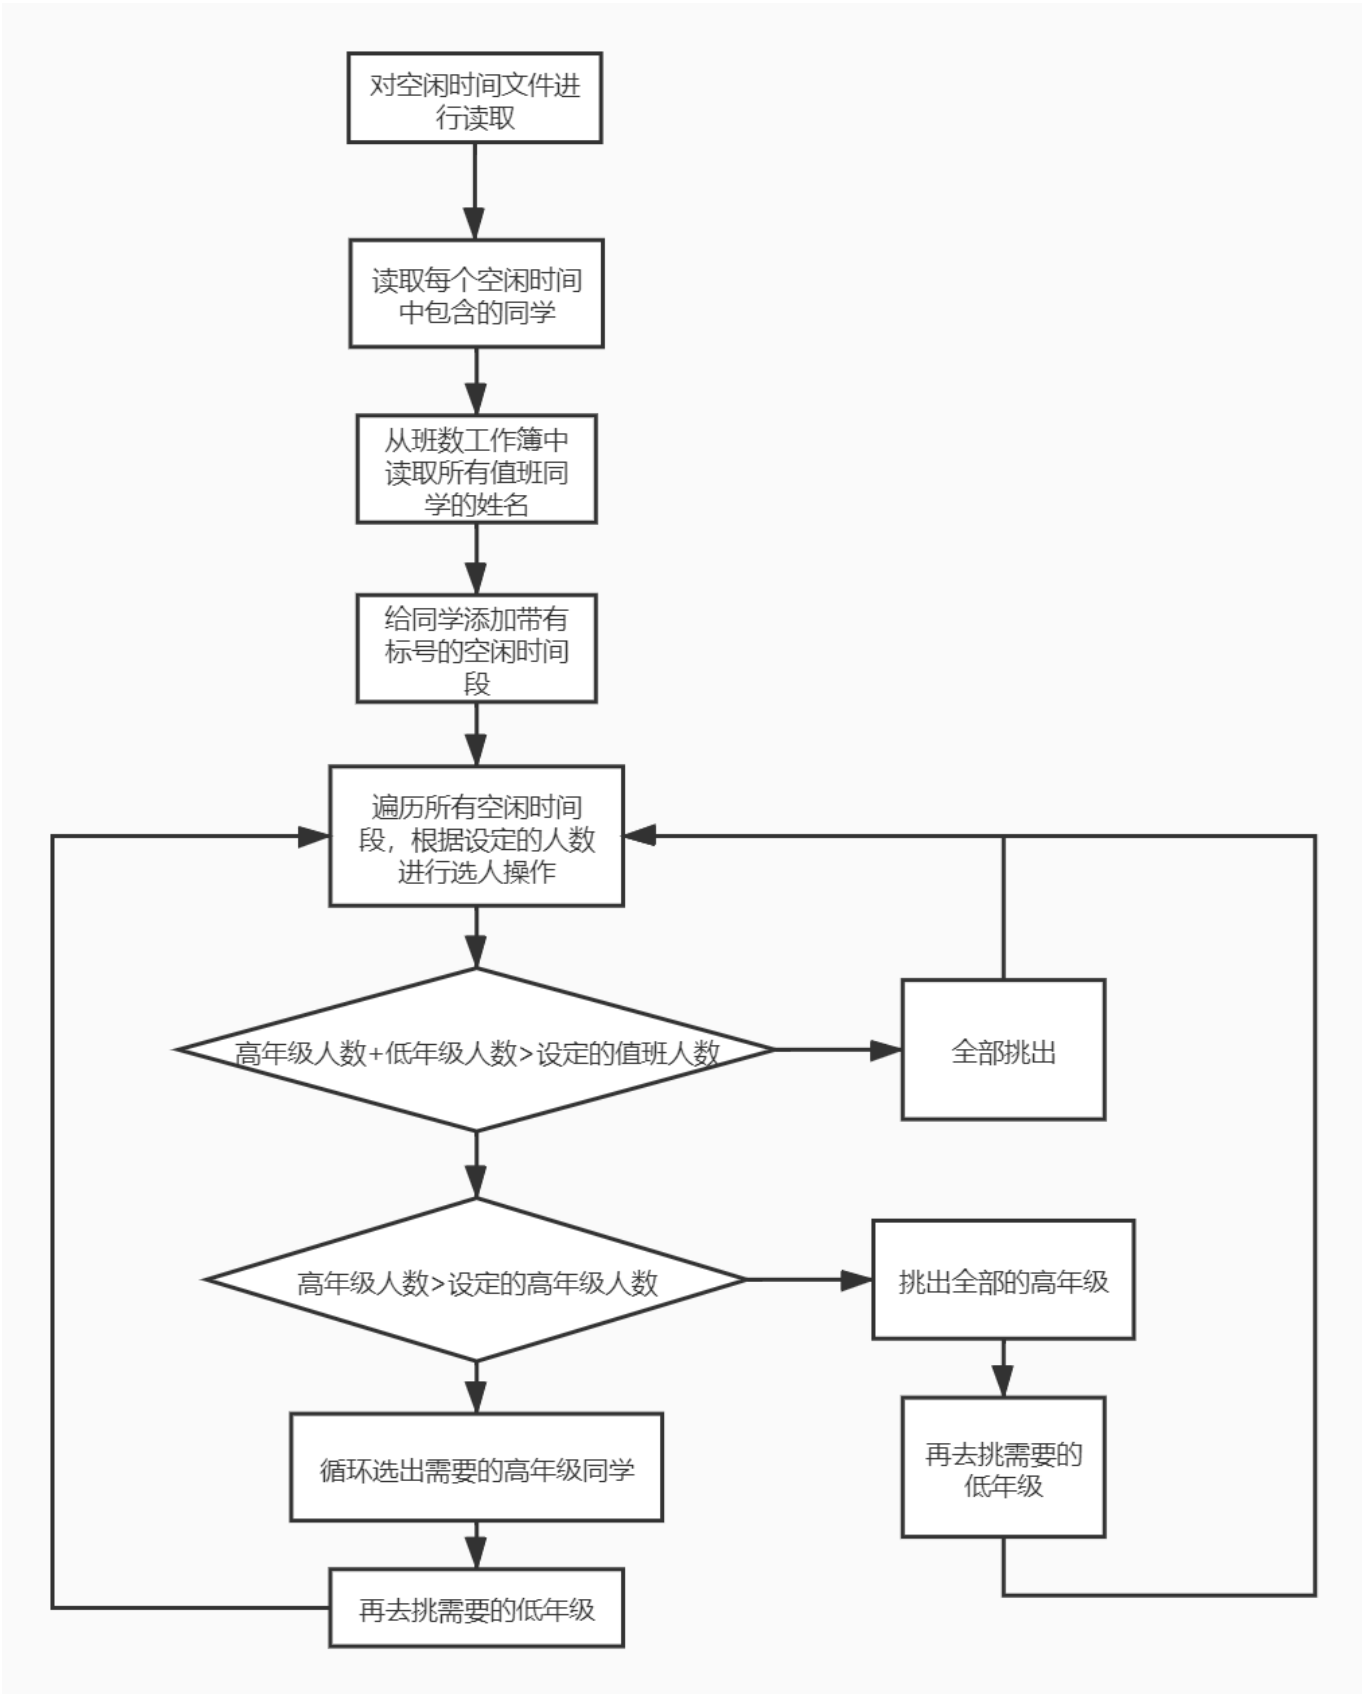 对空闲时间文件进
行读取
读取每个空闲时间
中包含的同学
从班数工作簿中
读取所有值班同
学的姓名
给同学添加带有
标号的空闲时间
段
遍历所有空闲时间
段，根据设定的人数
进行选人操作
高年级人数+低年级人数>设定的值班人数
全部挑出
高年级人数>设定的高年级人数
挑出全部的高年级
循环选出需要的高年级同学
再去挑需要的
低年级
再去挑需要的低年级